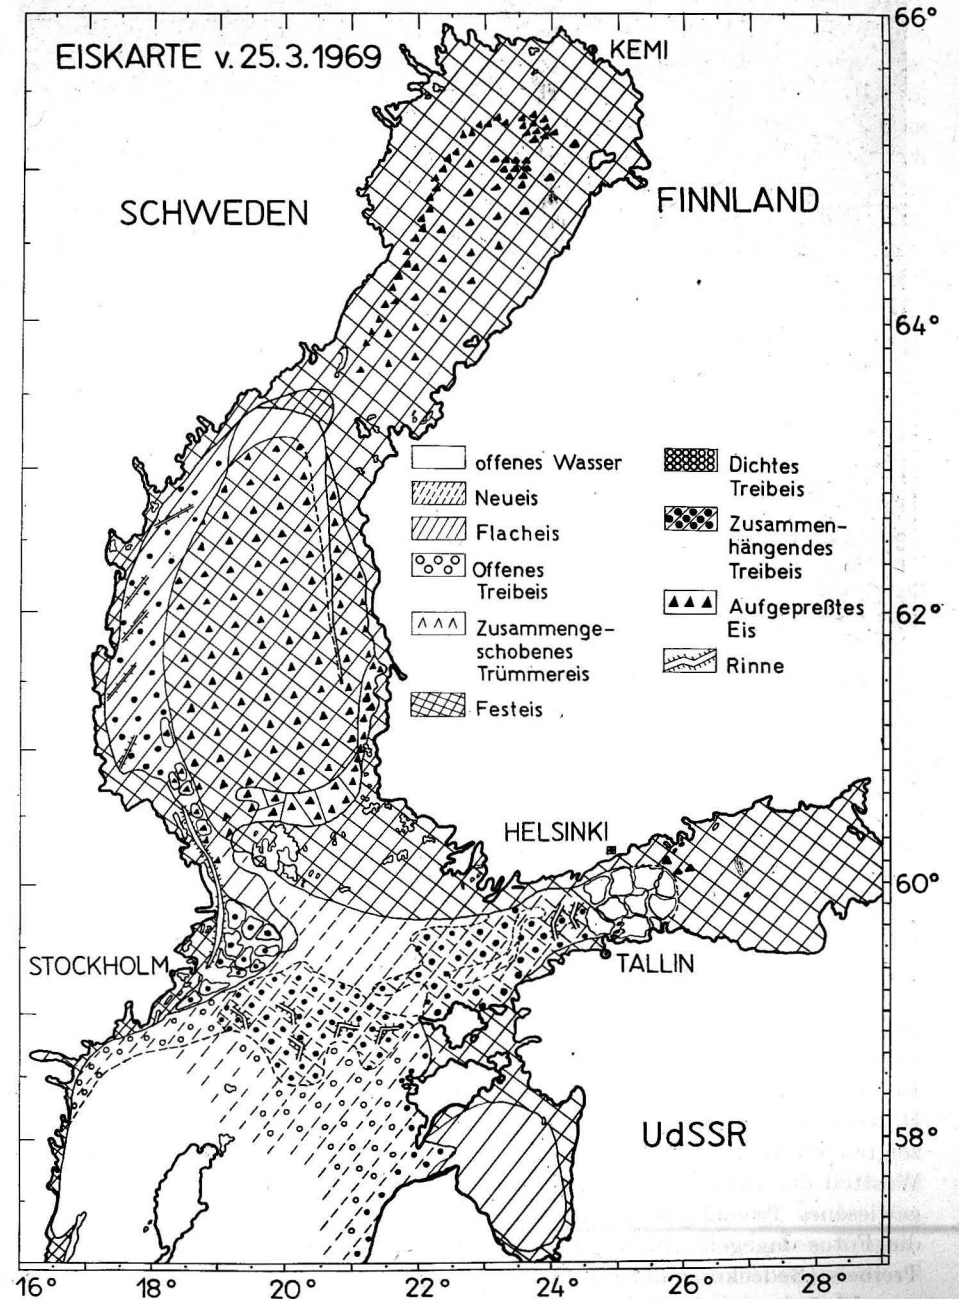 EISKARTE v. 25.3.1969
66°
KEMI
SCHWEDEN
FINNLAND
64°
offenes Wasser
Neueis
Flacheis
Offenes
Treibeis
Zusammenge-
schobenes
Trümmereis
Festeis
Dichtes
Treibeis
Zusammen-
hängendes
Treibeis
Aufgepreßtes
Eis
Rinne
62°
HELSINKI
60°
STOCKHOLM
TALLIN
UdSSR
58°
16 18 20 22 24 26° 28°